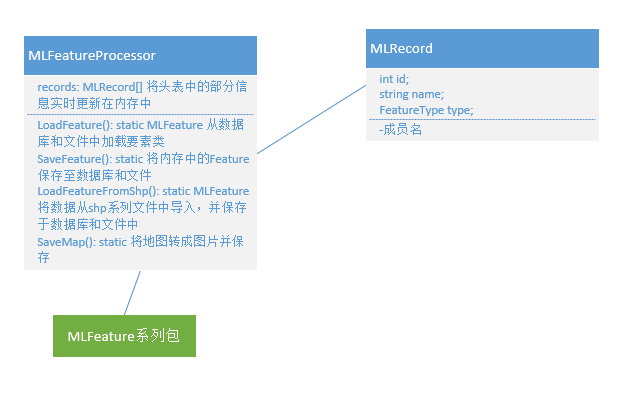 MLFeatureProcessor
records: MLRecord[] 将头表中的部分信
息实时更新在内存中
LoadFeature(): static MLFeature 从数据
库和文件中加载要素类
SaveFeature(): static 将内存中的Feature
保存至数据库和文件
LoadFeatureFromShp(): static MLFeature
将数据从shp系列文件中导入，并保存
于数据库和文件中
SaveMap(): static 将地图转成图片并保
存
MLRecord
int id;
string name;
FeatureType type;
-成员名
MLFeature系列包